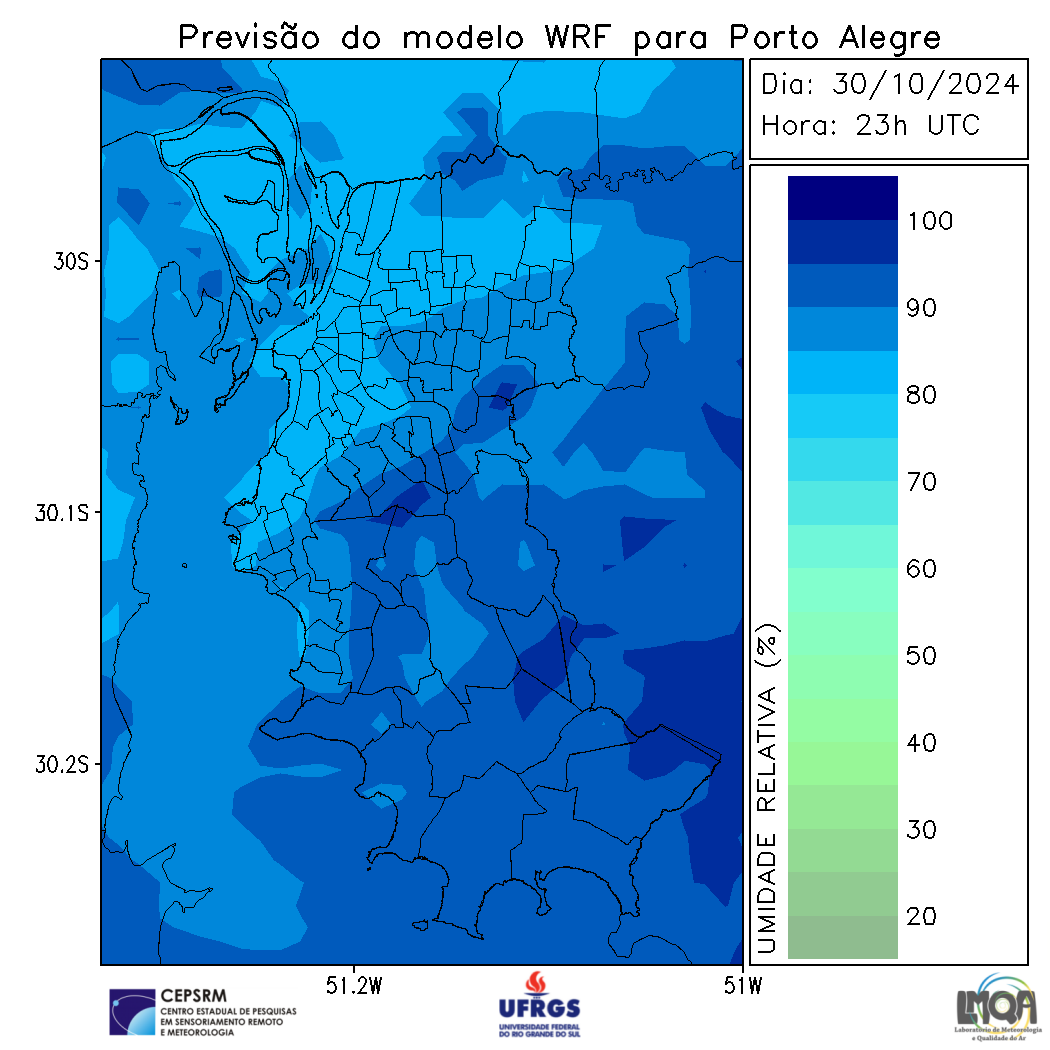 Previsão do modelo WRF para Porto Alegre
Dia: 30/10/2024
Hora: 23h UTC
30S
30.1S
30.2S
51.2W
51W
100
90
80
70
60
50
40
30
20
UMIDADE RELATIVA (%)
CEPSRM
CENTRO ESTADUAL DE PESQUISAS
EM SENSORIAMENTO REMOTO
E METEOROLOGIA
UFRGS
UNIVERSIDADE FEDERAL
DO RIO GRANDE DO SUL
LMQA
Laboratório de Meteorologia
e Qualidade do Ar